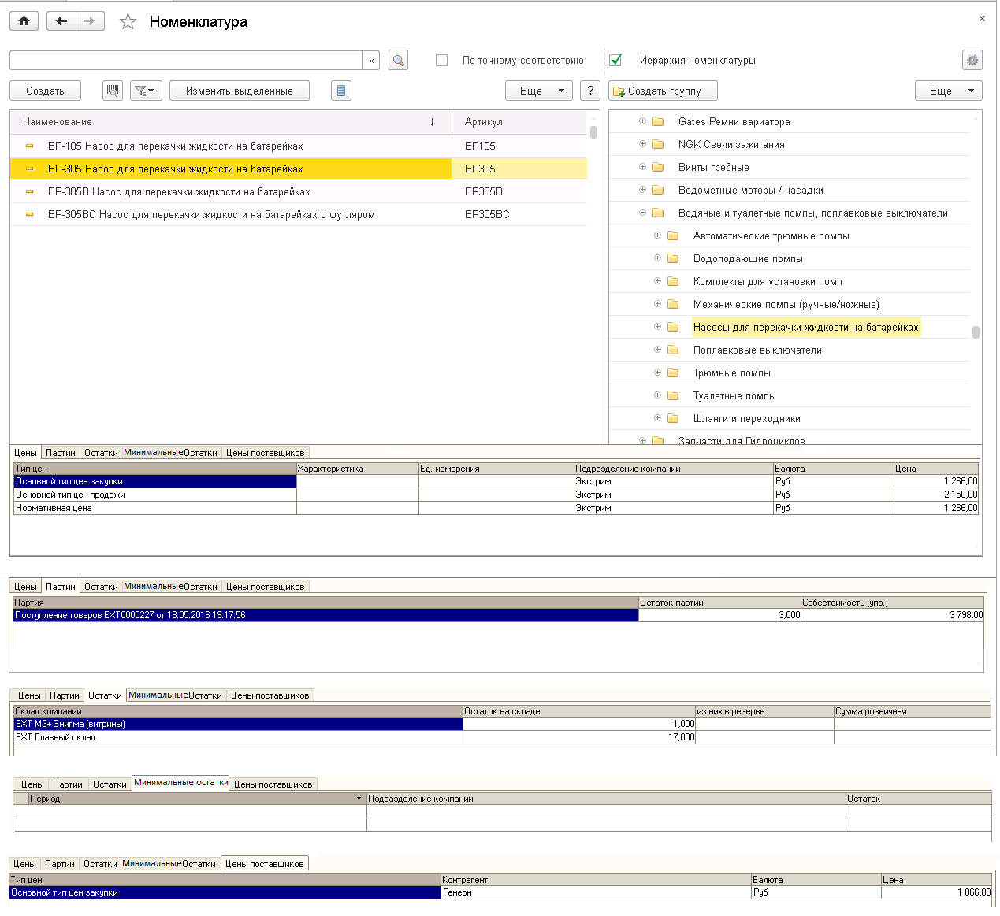 Номенклатура
По точному соответствию Иерархия номенклатуры
Создать Изменить выделенные Еще ? Создать группу Еще
Наименование ↓ Артикул
EP-105 Насос для перекачки жидкости на батарейках EP105
EP-305 Насос для перекачки жидкости на батарейках EP305
EP-305B Насос для перекачки жидкости на батарейках EP305B
EP-305BC Насос для перекачки жидкости на батарейках с футляром EP305BC
Gates Ремни вариатора
NGK Свечи зажигания
Винты гребные
Водометные моторы / насадки
Водяные и туалетные помпы, поплавковые выключатели
Автоматические трюмные помпы
Водоподающие помпы
Комплекты для установки помп
Механические помпы (ручные/ножные)
Насосы для перекачки жидкости на батарейках
Поплавковые выключатели
Трюмные помпы
Туалетные помпы
Шланги и переходники
Запчасти для Гидроциклов
Цены Партии Остатки МинимальныеОстатки Цены поставщиков
Тип цен Характеристика Ед. измерения Подразделение компании Валюта Цена
Основной тип цен закупки Экстрим Руб 1 266,00
Основной тип цен продажи Экстрим Руб 2 150,00
Нормативная цена Экстрим Руб 1 266,00
Цены Партии Остатки МинимальныеОстатки Цены поставщиков
Партия Остаток партии Себестоимость (упр.)
Поступление товаров EXT0000227 от 18.05.2016 19:17:56 3,000 3 798,00
Цены Партии Остатки МинимальныеОстатки Цены поставщиков
Склад компании Остаток на складе из них в резерве Сумма розничная
EXT М3+ Энигма (витрины) 1,000
EXT Главный склад 17,000
Цены Партии Остатки Минимальные остатки Цены поставщиков
Период Подразделение компании Остаток
Цены Партии Остатки МинимальныеОстатки Цены поставщиков
Тип цен. Контрагент Валюта Цена
Основной тип цен закупки Генеон Руб 1 066,00